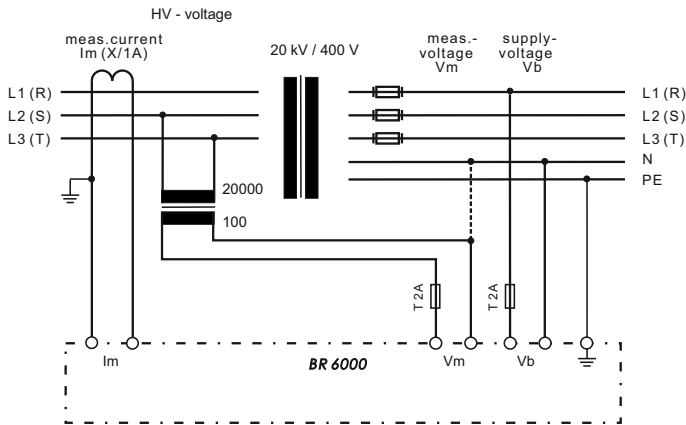 HV - voltage
meas.current
Im (X/1A)
20 kV / 400 V
meas.-
voltage
Vm
supply-
voltage
Vb
L1 (R)
L2 (S)
L3 (T)
L1 (R)
L2 (S)
L3 (T)
N
PE
20000
100
T 2A
T 2A
Im
BR 6000
Vm
Vb